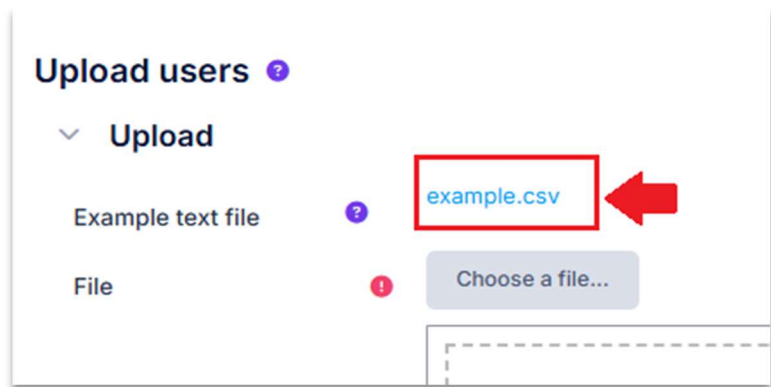 Upload users ?
Upload
Example text file ? example.csv
File ! Choose a file...